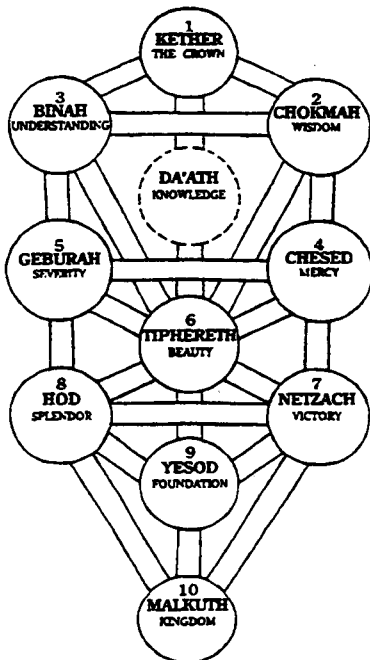 1
KETHER
THE CROWN
3
BINAH
UNDERSTANDING
2
CHOKMAH
WISDOM
DA'ATH
KNOWLEDGE
5
GEBURAH
SEVERITY
4
CHESED
MERCY
6
TIPHERETH
BEAUTY
8
HOD
SPLENDOR
7
NETZACH
VICTORY
9
YESOD
FOUNDATION
10
MALKUTH
KINGDOM